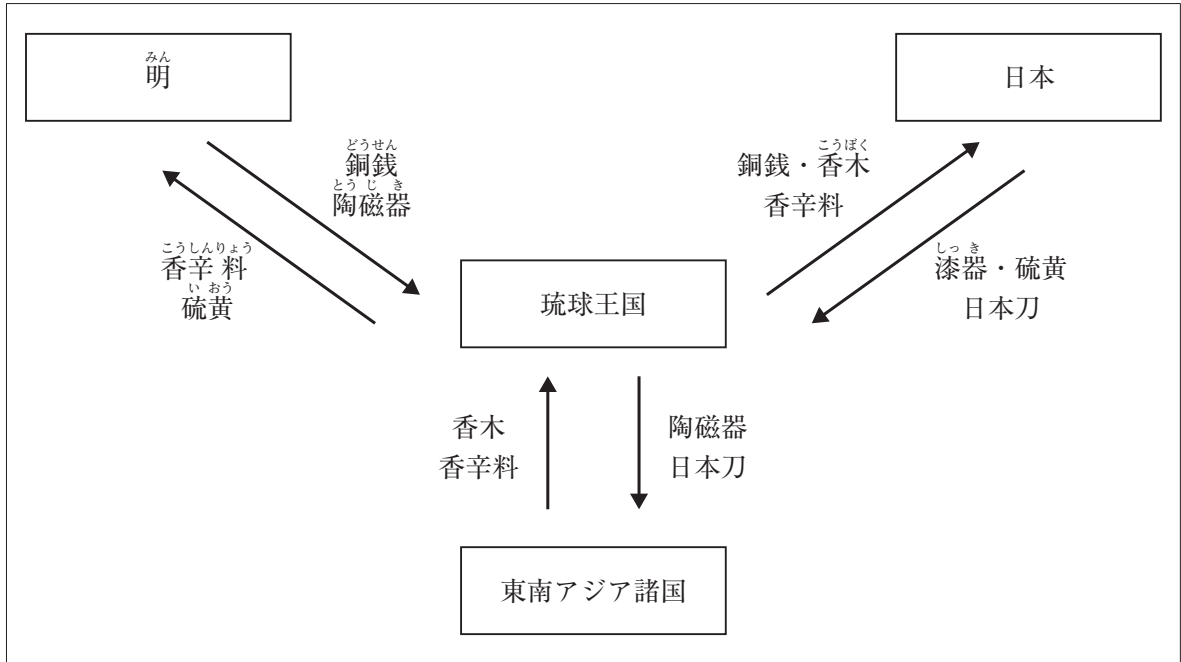 みん
明
日本
どうせん
銅銭
とうじき
陶磁器
こうぼく
銅銭・香木
香辛料
こうしんりょう
香辛料
いおう
硫黄
しっき
漆器・硫黄
日本刀
琉球王国
香木
香辛料
陶磁器
日本刀
東南アジア諸国